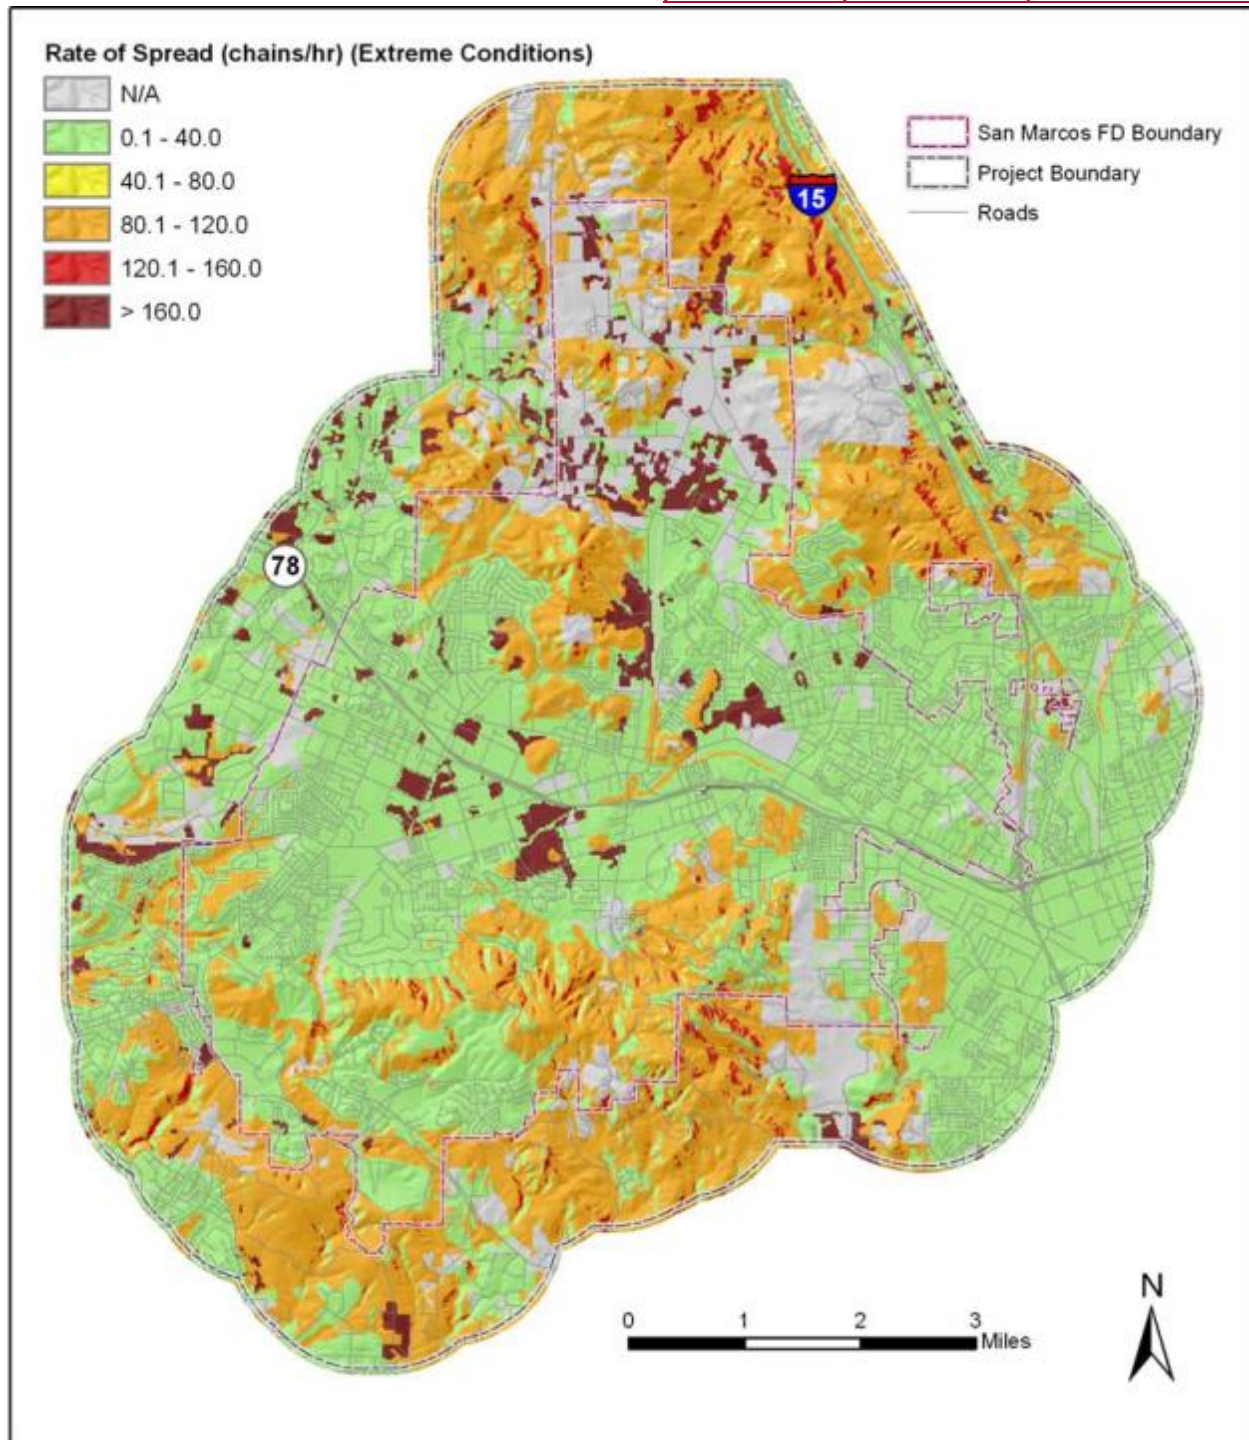 Rate of Spread (chains/hr) (Extreme Conditions)
N/A
0.1 - 40.0
40.1 - 80.0
80.1 - 120.0
120.1 - 160.0
> 160.0
San Marcos FD Boundary
Project Boundary
Roads
15
78
N
0 1 2 3
Miles